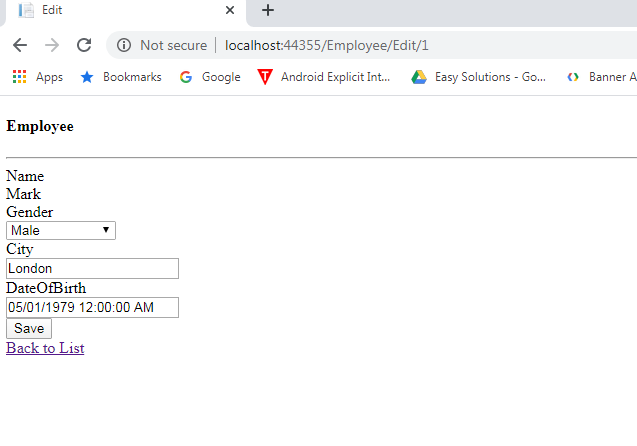 Edit
Not secure localhost:44355/Employee/Edit/1
Apps Bookmarks Google Android Explicit Int... Easy Solutions - Go... Banner A
Employee
Name
Mark
Gender
Male
City
London
DateOfBirth
05/01/1979 12:00:00 AM
Save
Back to List